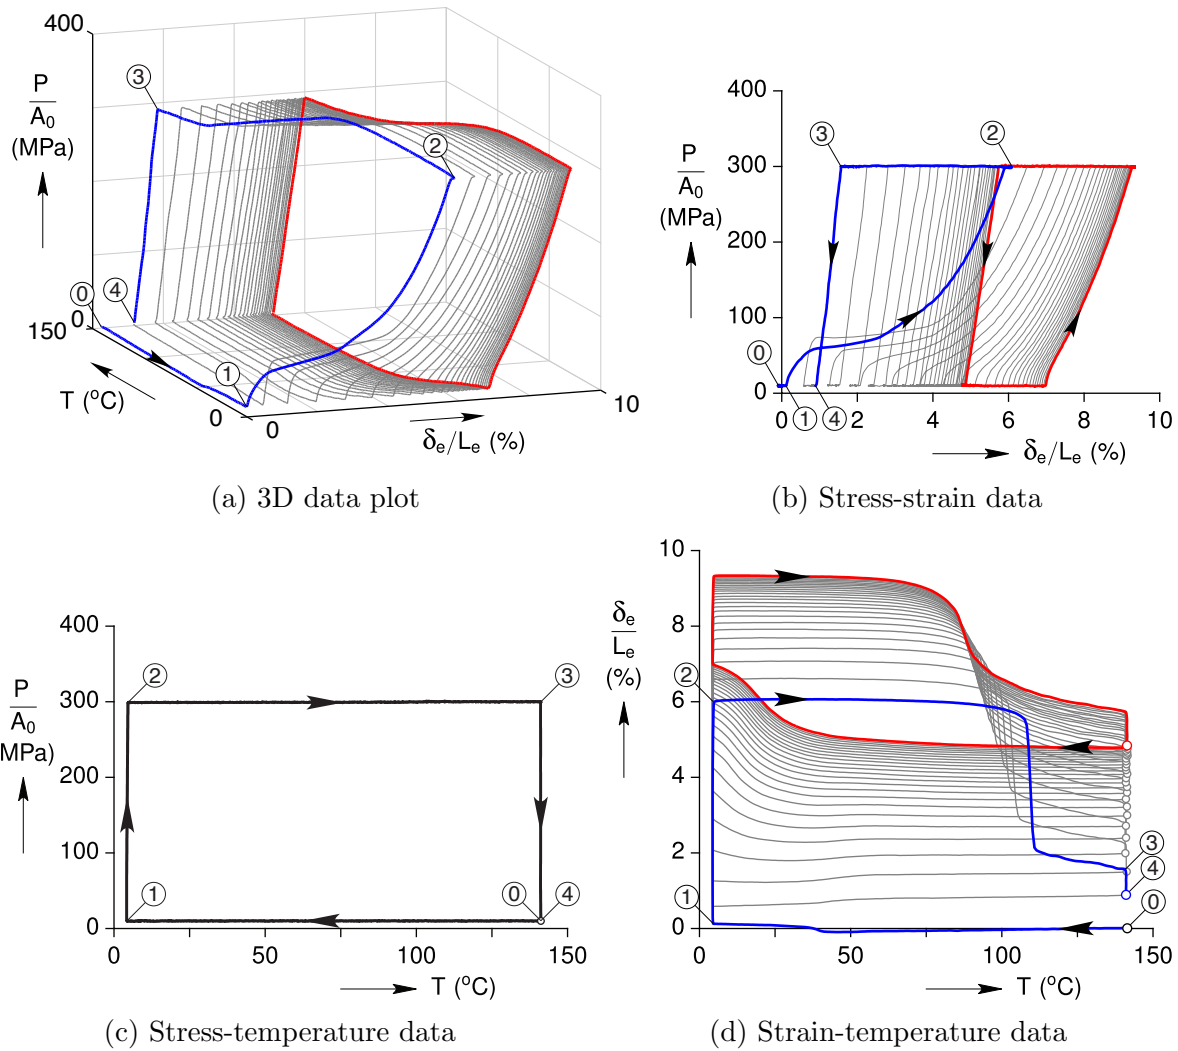 400
P
A₀
(MPa)
0
150
T (°C)
0
0
10
δₑ/Lₑ (%)
⓪
①
②
③
④
(a) 3D data plot
400
300
200
100
0
P
A₀
(MPa)
0
2
4
6
8
10
δₑ/Lₑ (%)
⓪
①
②
③
④
(b) Stress-strain data
400
300
200
100
0
P
A₀
MPa)
0
50
100
150
T (°C)
②
③
①
⓪
④
(c) Stress-temperature data
10
8
6
4
2
0
δₑ
Lₑ
(%)
0
50
100
150
T (°C)
②
①
③
④
⓪
(d) Strain-temperature data